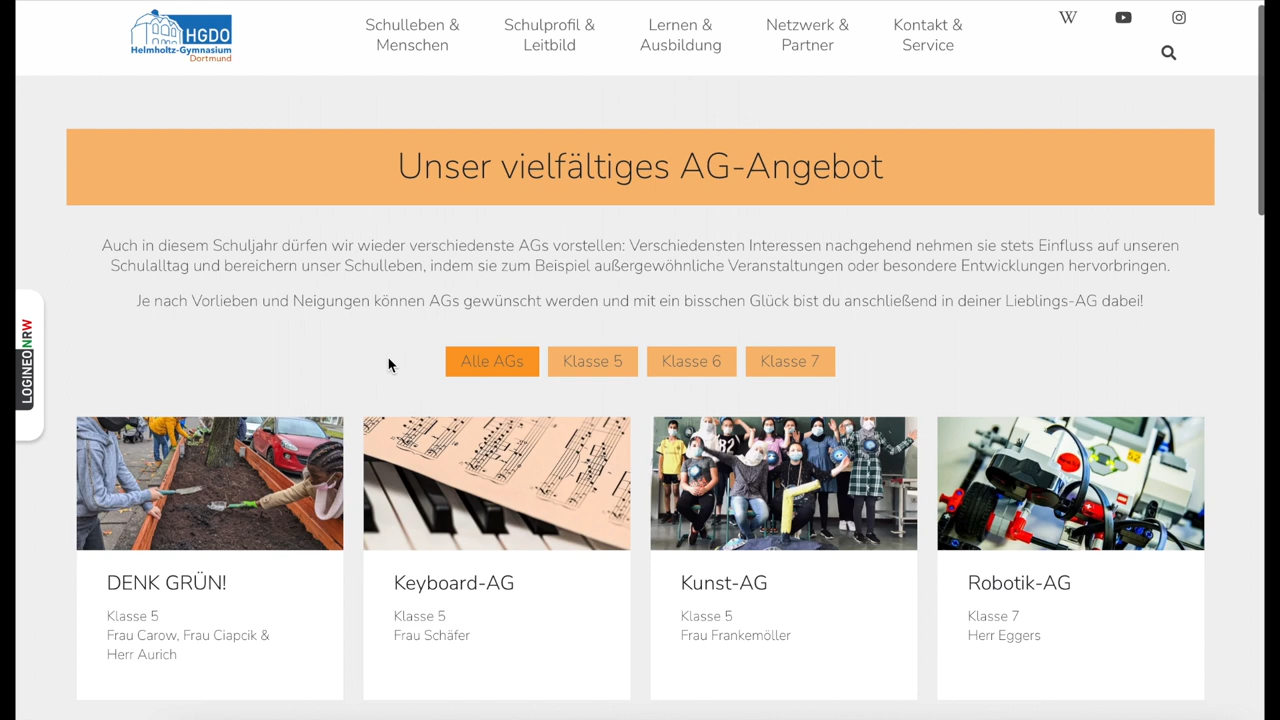 HGDO
Helmholtz-Gymnasium
Dortmund
Schulleben &
Menschen
Schulprofil &
Leitbild
Lernen &
Ausbildung
Netzwerk &
Partner
Kontakt &
Service
W
Unser vielfältiges AG-Angebot
Auch in diesem Schuljahr dürfen wir wieder verschiedenste AGs vorstellen: Verschiedensten Interessen nachgehend nehmen sie stets Einfluss auf unseren
Schulalltag und bereichern unser Schulleben, indem sie zum Beispiel außergewöhnliche Veranstaltungen oder besondere Entwicklungen hervorbringen.
Je nach Vorlieben und Neigungen können AGs gewünscht werden und mit ein bisschen Glück bist du anschließend in deiner Lieblings-AG dabei!
LOGINEONRW
Alle AGs
Klasse 5
Klasse 6
Klasse 7
DENK GRÜN!
Klasse 5
Frau Carow, Frau Ciapcik &
Herr Aurich
Keyboard-AG
Klasse 5
Frau Schäfer
Kunst-AG
Klasse 5
Frau Frankemöller
Robotik-AG
Klasse 7
Herr Eggers